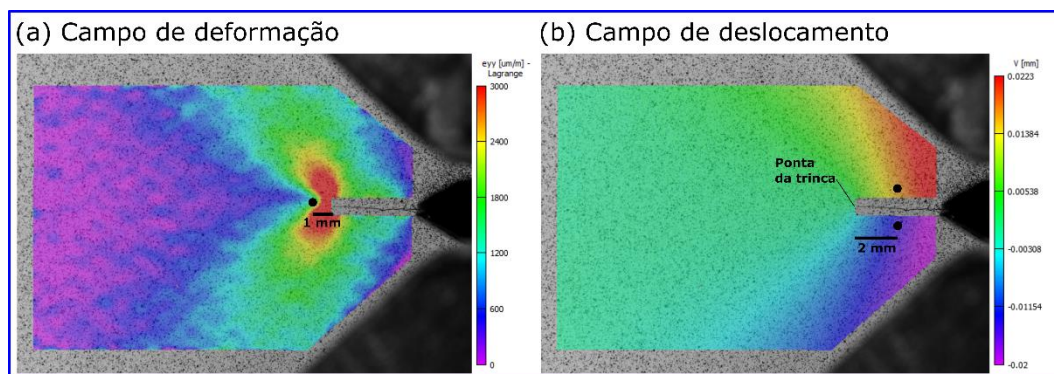 (a) Campo de deformação
(b) Campo de deslocamento
eyy [um/m] -
Lagrange
3000
2400
1800
1200
600
0
1 mm
V [mm]
0.0223
0.01384
0.00538
-0.00308
-0.01154
-0.02
Ponta
da trinca
2 mm